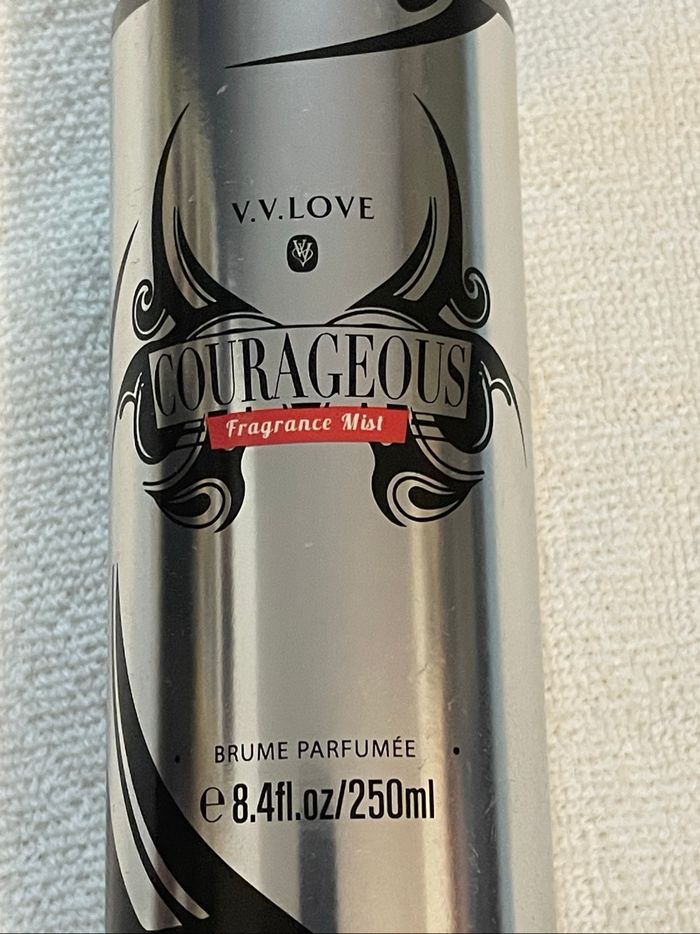 V.V.LOVE
COURAGEOUS
Fragrance Mist
• BRUME PARFUMÉE •
℮ 8.4fl.oz/250ml